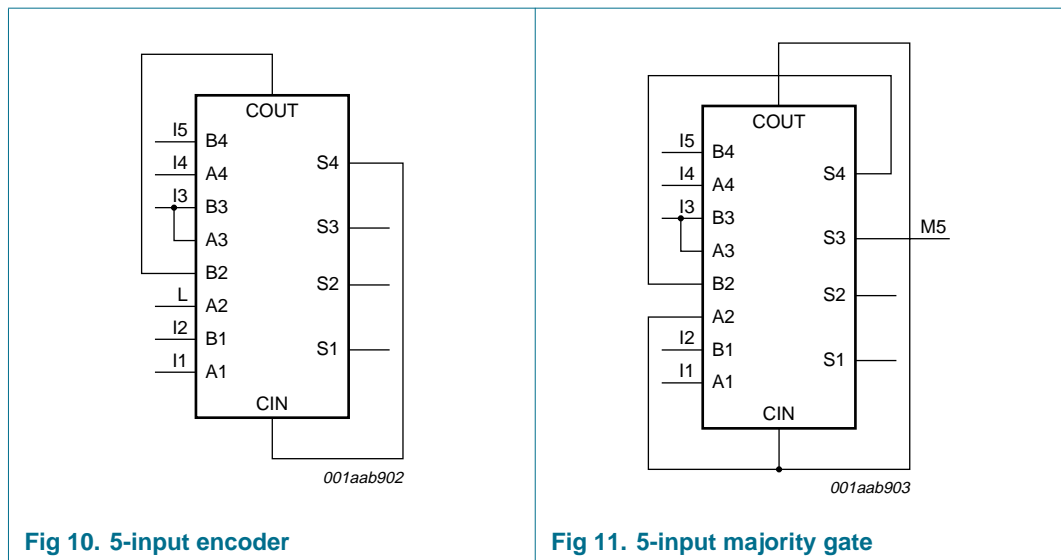 COUT
I5
B4
I4
A4
S4
I3
B3
A3
S3
B2
L
A2
S2
I2
B1
I1
A1
S1
CIN
001aab902
Fig 10. 5-input encoder
COUT
I5
B4
I4
A4
S4
I3
B3
A3
S3
M5
B2
A2
S2
I2
B1
I1
A1
S1
CIN
001aab903
Fig 11. 5-input majority gate